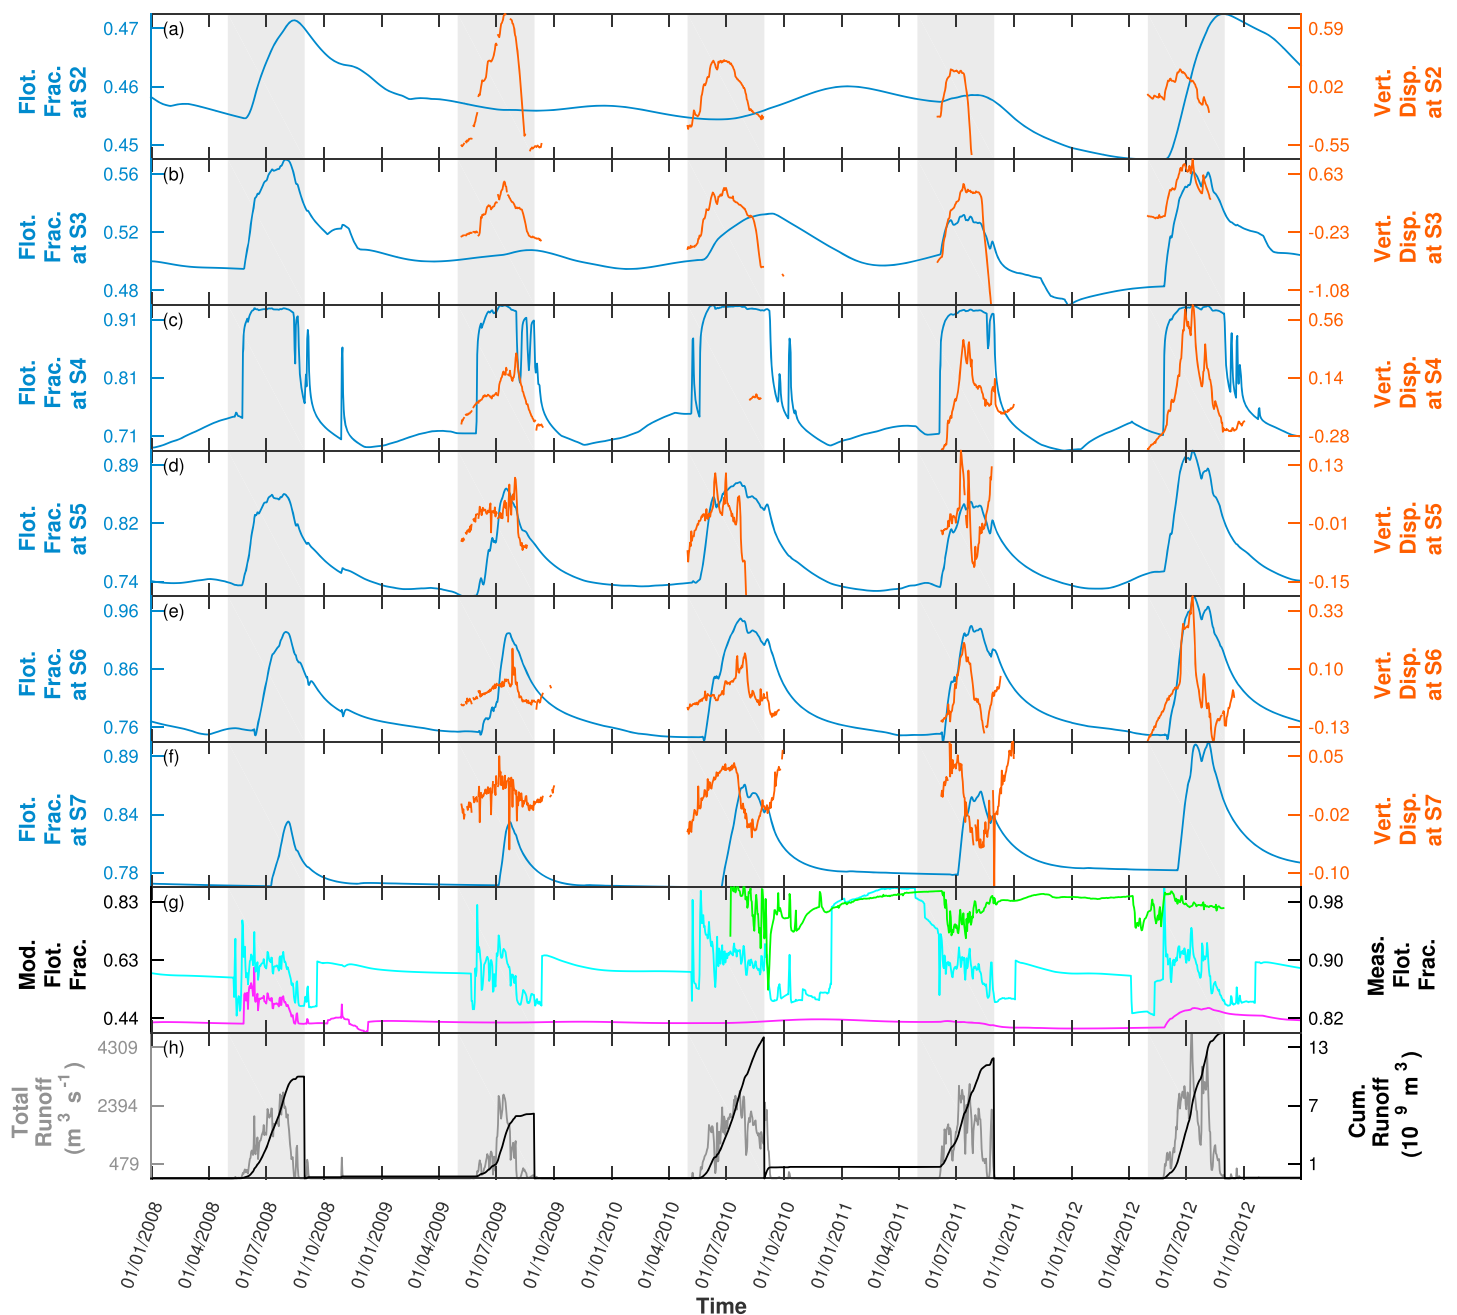 (a)
Flot.
Frac.
at S2
0.47
0.46
0.45
0.59
0.02
-0.55
Vert.
Disp.
at S2
(b)
Flot.
Frac.
at S3
0.56
0.52
0.48
0.63
-0.23
-1.08
Vert.
Disp.
at S3
(c)
Flot.
Frac.
at S4
0.91
0.81
0.71
0.56
0.14
-0.28
Vert.
Disp.
at S4
(d)
Flot.
Frac.
at S5
0.89
0.82
0.74
0.13
-0.01
-0.15
Vert.
Disp.
at S5
(e)
Flot.
Frac.
at S6
0.96
0.86
0.76
0.33
0.10
-0.13
Vert.
Disp.
at S6
(f)
Flot.
Frac.
at S7
0.89
0.84
0.78
0.05
-0.02
-0.10
Vert.
Disp.
at S7
(g)
Mod.
Flot.
Frac.
0.83
0.63
0.44
0.98
0.90
0.82
Meas.
Flot.
Frac.
(h)
Total
Runoff
(m 3 s -1 )
4309
2394
479
13
7
1
Cum.
Runoff
(10 9 m 3 )
01/01/2008
01/04/2008
01/07/2008
01/10/2008
01/01/2009
01/04/2009
01/07/2009
01/10/2009
01/01/2010
01/04/2010
01/07/2010
01/10/2010
01/01/2011
01/04/2011
01/07/2011
01/10/2011
01/01/2012
01/04/2012
01/07/2012
01/10/2012
Time